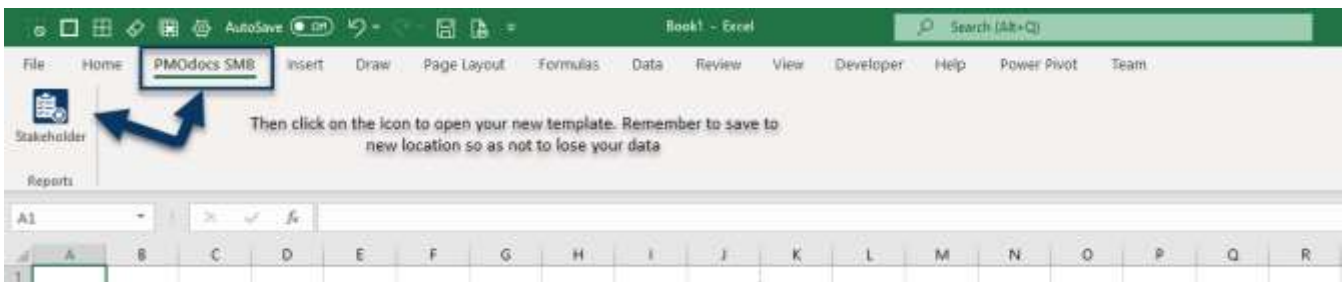 AutoSave Off Book1 - Excel Search (Alt+Q)
File Home PMOdocs SMB Insert Draw Page Layout Formulas Data Review View Developer Help Power Pivot Team
Stakeholder
Then click on the icon to open your new template. Remember to save to
new location so as not to lose your data
Reports
A1 fx
A B C D E F G H I J K L M N O P Q R
1